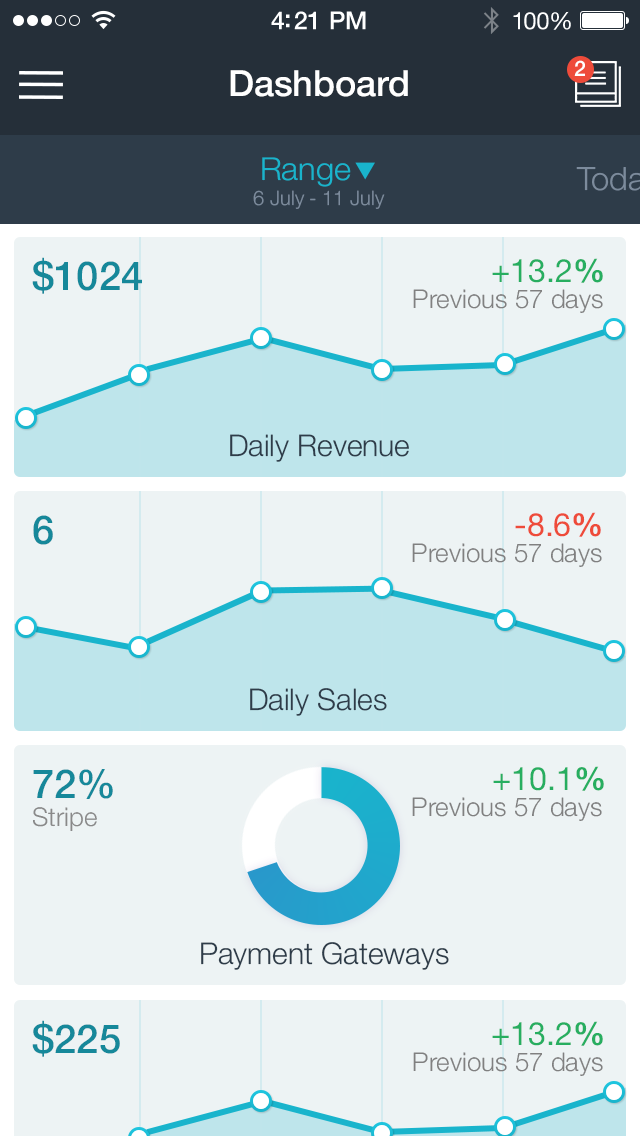 4:21 PM 100%
Dashboard
2
Range▼
6 July - 11 July
Toda
$1024
+13.2%
Previous 57 days
Daily Revenue
6
-8.6%
Previous 57 days
Daily Sales
72%
Stripe
+10.1%
Previous 57 days
Payment Gateways
$225
+13.2%
Previous 57 days